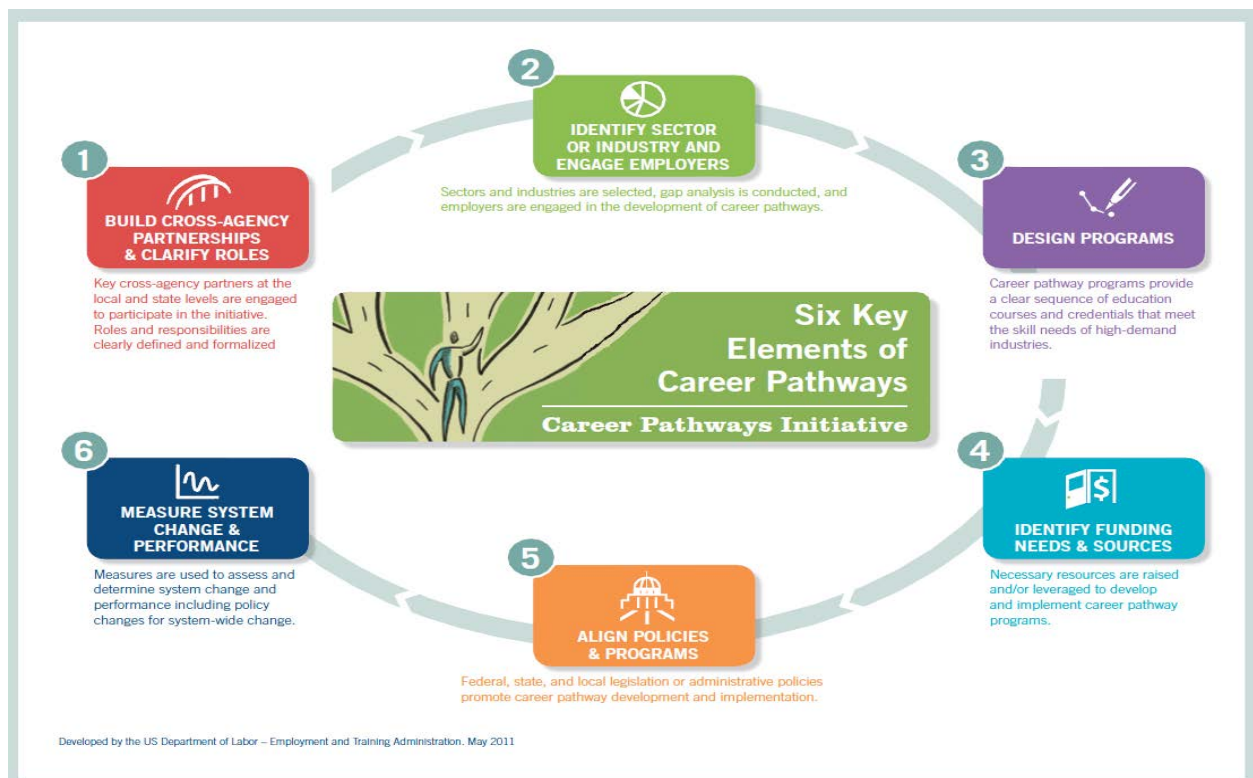 1
BUILD CROSS-AGENCY
PARTNERSHIPS
& CLARIFY ROLES
Key cross-agency partners at the
local and state levels are engaged
to participate in the initiative.
Roles and responsibilities are
clearly defined and formalized
2
IDENTIFY SECTOR
OR INDUSTRY AND
ENGAGE EMPLOYERS
Sectors and industries are selected, gap analysis is conducted, and
employers are engaged in the development of career pathways.
3
DESIGN PROGRAMS
Career pathway programs provide
a clear sequence of education
courses and credentials that meet
the skill needs of high-demand
industries.
Six Key
Elements of
Career Pathways
Career Pathways Initiative
4
$
IDENTIFY FUNDING
NEEDS & SOURCES
Necessary resources are raised
and/or leveraged to develop
and implement career pathway
programs.
5
ALIGN POLICIES
& PROGRAMS
Federal, state, and local legislation or administrative policies
promote career pathway development and implementation.
6
MEASURE SYSTEM
CHANGE &
PERFORMANCE
Measures are used to assess and
determine system change and
performance including policy
changes for system-wide change.
Developed by the US Department of Labor – Employment and Training Administration. May 2011